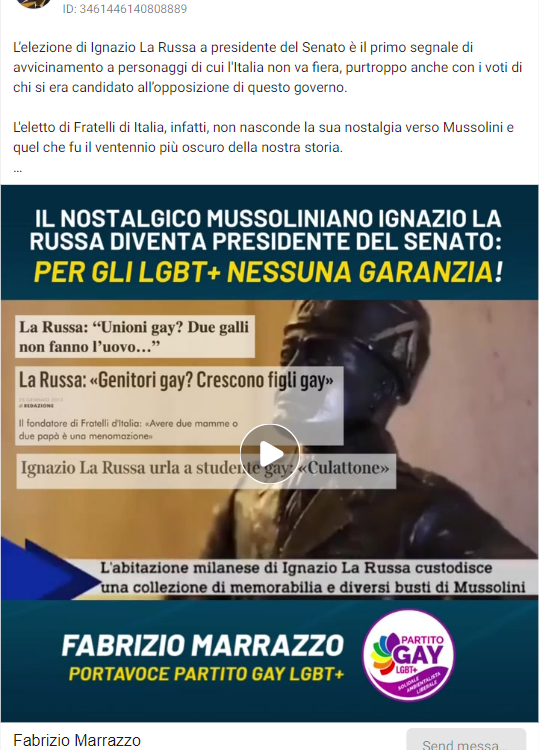 ID: 3461446140808889
L'elezione di Ignazio La Russa a presidente del Senato è il primo segnale di
avvicinamento a personaggi di cui l'Italia non va fiera, purtroppo anche con i voti di
chi si era candidato all'opposizione di questo governo.
L'eletto di Fratelli di Italia, infatti, non nasconde la sua nostalgia verso Mussolini e
quel che fu il ventennio più oscuro della nostra storia.
...
IL NOSTALGICO MUSSOLINIANO IGNAZIO LA
RUSSA DIVENTA PRESIDENTE DEL SENATO:
PER GLI LGBT+ NESSUNA GARANZIA!
La Russa: “Unioni gay? Due galli
non fanno l'uovo…”
La Russa: «Genitori gay? Crescono figli gay»
REDAZIONE
Il fondatore di Fratelli d'Italia: «Avere due mamme o
due papà è una menomazione»
Ignazio La Russa urla a studente gay: «Culattone»
L'abitazione milanese di Ignazio La Russa custodisce
una collezione di memorabilia e diversi busti di Mussolini
FABRIZIO MARRAZZO
PORTAVOCE PARTITO GAY LGBT+
PARTITO
GAY
LGBT+
SOLIDALE
AMBIENTALISTA
LIBERALE
Fabrizio Marrazzo
Send messa...